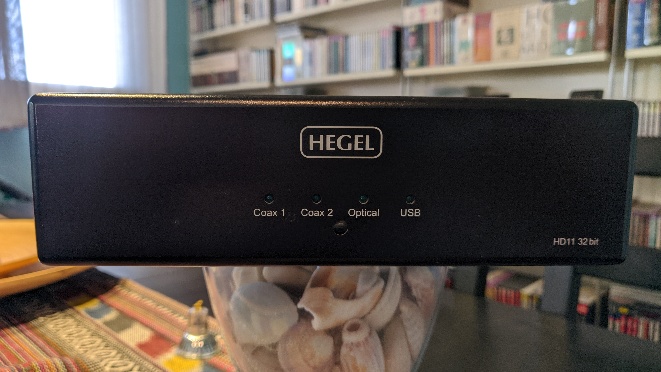 HEGEL
Coax 1 Coax 2 Optical USB
HD11 32 bit